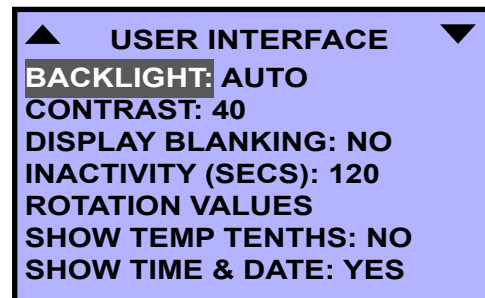 USER INTERFACE
BACKLIGHT: AUTO
CONTRAST: 40
DISPLAY BLANKING: NO
INACTIVITY (SECS): 120
ROTATION VALUES
SHOW TEMP TENTHS: NO
SHOW TIME & DATE: YES